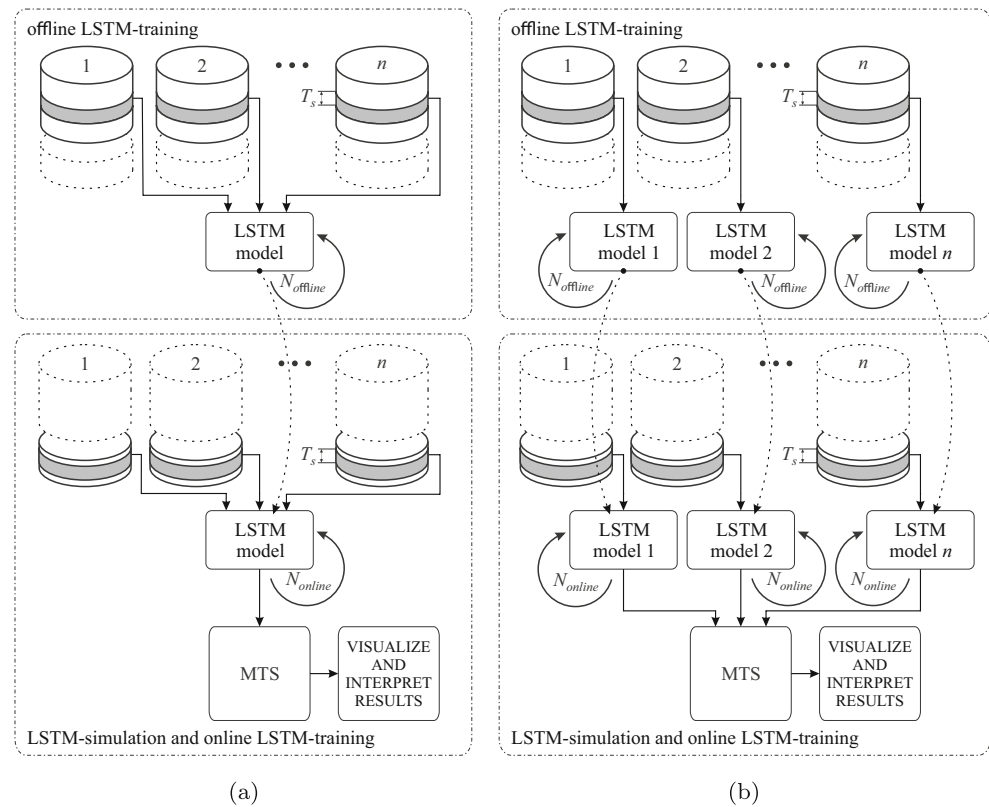 offline LSTM-training
1
2
n
T_s
LSTM
model
N_offline
1
2
n
T_s
LSTM
model
N_online
MTS
VISUALIZE
AND
INTERPRET
RESULTS
LSTM-simulation and online LSTM-training
(a)
offline LSTM-training
1
2
n
T_s
LSTM
model 1
LSTM
model 2
LSTM
model n
N_offline
N_offline
N_offline
1
2
n
T_s
LSTM
model 1
LSTM
model 2
LSTM
model n
N_online
N_online
N_online
MTS
VISUALIZE
AND
INTERPRET
RESULTS
LSTM-simulation and online LSTM-training
(b)